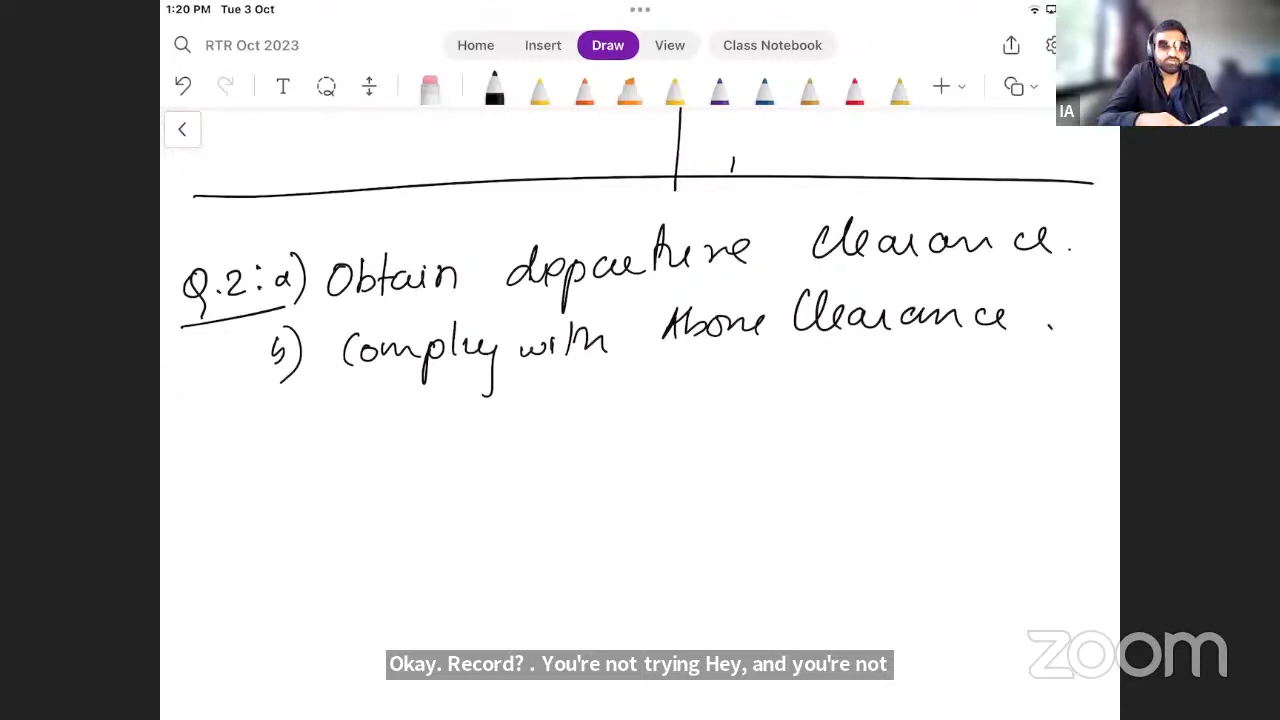 1:20 PM Tue 3 Oct
RTR Oct 2023
Home Insert Draw View Class Notebook
T
IA
Q.2: a) Obtain departure clearance.
b) Comply with Above Clearance.
Okay. Record? . You're not trying Hey, and you're not
zoom